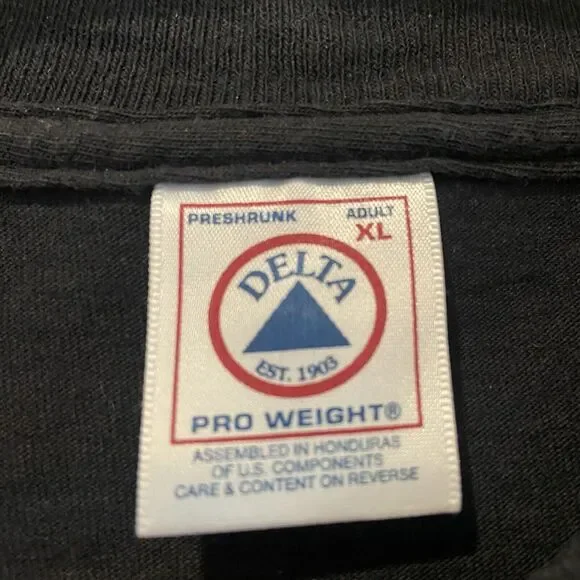 PRESHRUNK ADULT
XL
DELTA
EST. 1903
PRO WEIGHT®
ASSEMBLED IN HONDURAS
OF U.S. COMPONENTS
CARE & CONTENT ON REVERSE